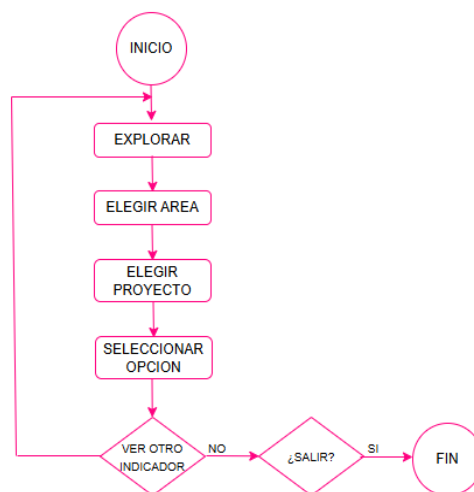 INICIO
EXPLORAR
ELEGIR AREA
ELEGIR
PROYECTO
SELECCIONAR
OPCION
VER OTRO
INDICADOR
NO
¿SALIR?
SI
FIN